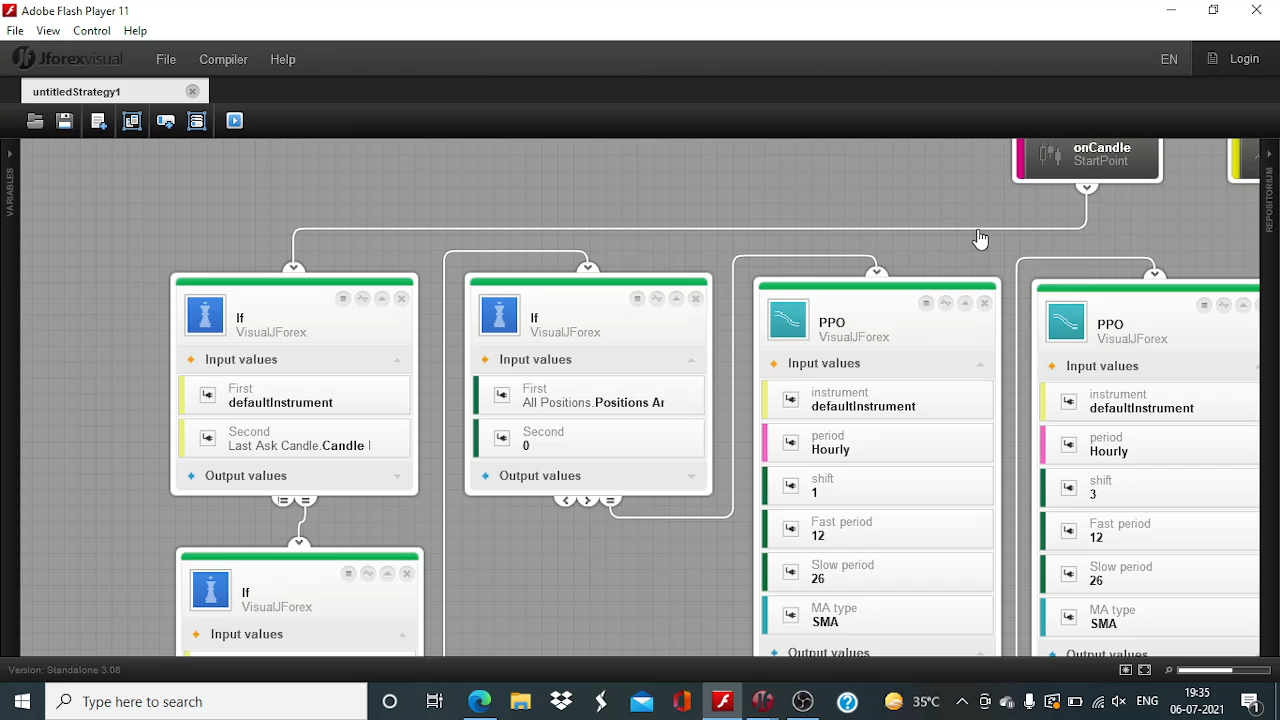 Adobe Flash Player 11
File View Control Help
Jforexvisual File Compiler Help EN Login
untitledStrategy1
VARIABLES
REPOSITORIUM
onCandle
StartPoint
If
VisualJForex
Input values
First
defaultInstrument
Second
Last Ask Candle.Candle
Output values
If
VisualJForex
Input values
First
All Positions.Positions Ar
Second
0
Output values
PPO
VisualJForex
Input values
instrument
defaultInstrument
period
Hourly
shift
1
Fast period
12
Slow period
26
MA type
SMA
Output values
PPO
VisualJForex
Input values
instrument
defaultInstrument
period
Hourly
shift
3
Fast period
12
Slow period
26
MA type
SMA
Output values
If
VisualJForex
Input values
Version: Standalone 3.08
Type here to search
35°C
ENG
19:35
06-07-2021
1